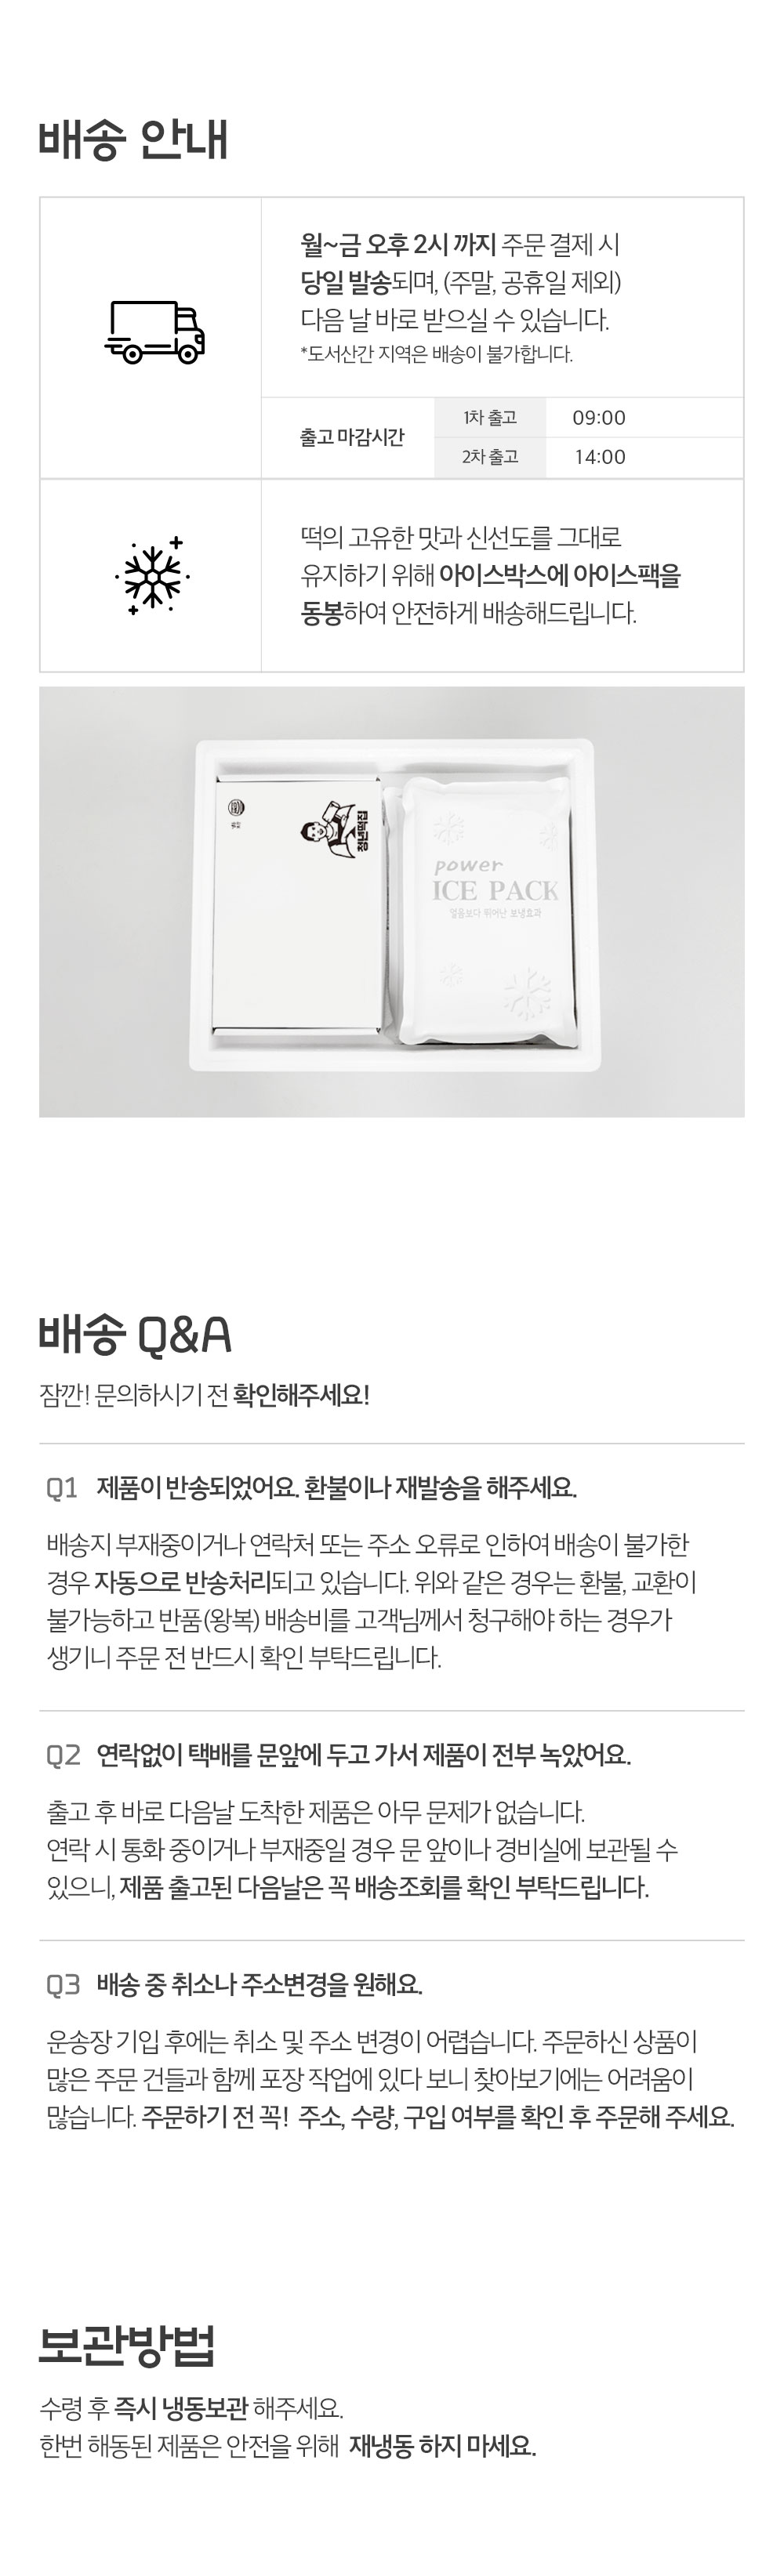 배송 안내
월~금 오후 2시 까지 주문 결제 시
당일 발송되며, (주말, 공휴일 제외)
다음 날 바로 받으실 수 있습니다.
*도서산간 지역은 배송이 불가합니다.
출고 마감시간
1차 출고 09:00
2차 출고 14:00
떡의 고유한 맛과 신선도를 그대로
유지하기 위해 아이스박스에 아이스팩을
동봉하여 안전하게 배송해드립니다.
청년떡집
power
ICE PACK
얼음보다 뛰어난 보냉효과
배송 Q&A
잠깐! 문의하시기 전 확인해주세요!
Q1 제품이 반송되었어요. 환불이나 재발송을 해주세요.
배송지 부재중이거나 연락처 또는 주소 오류로 인하여 배송이 불가한
경우 자동으로 반송처리되고 있습니다. 위와 같은 경우는 환불, 교환이
불가능하고 반품(왕복) 배송비를 고객님께서 청구해야 하는 경우가
생기니 주문 전 반드시 확인 부탁드립니다.
Q2 연락없이 택배를 문앞에 두고 가서 제품이 전부 녹았어요.
출고 후 바로 다음날 도착한 제품은 아무 문제가 없습니다.
연락 시 통화 중이거나 부재중일 경우 문 앞이나 경비실에 보관될 수
있으니, 제품 출고된 다음날은 꼭 배송조회를 확인 부탁드립니다.
Q3 배송 중 취소나 주소변경을 원해요.
운송장 기입 후에는 취소 및 주소 변경이 어렵습니다. 주문하신 상품이
많은 주문 건들과 함께 포장 작업에 있다 보니 찾아보기에는 어려움이
많습니다. 주문하기 전 꼭! 주소, 수량, 구입 여부를 확인 후 주문해 주세요.
보관방법
수령 후 즉시 냉동보관 해주세요.
한번 해동된 제품은 안전을 위해 재냉동 하지 마세요.